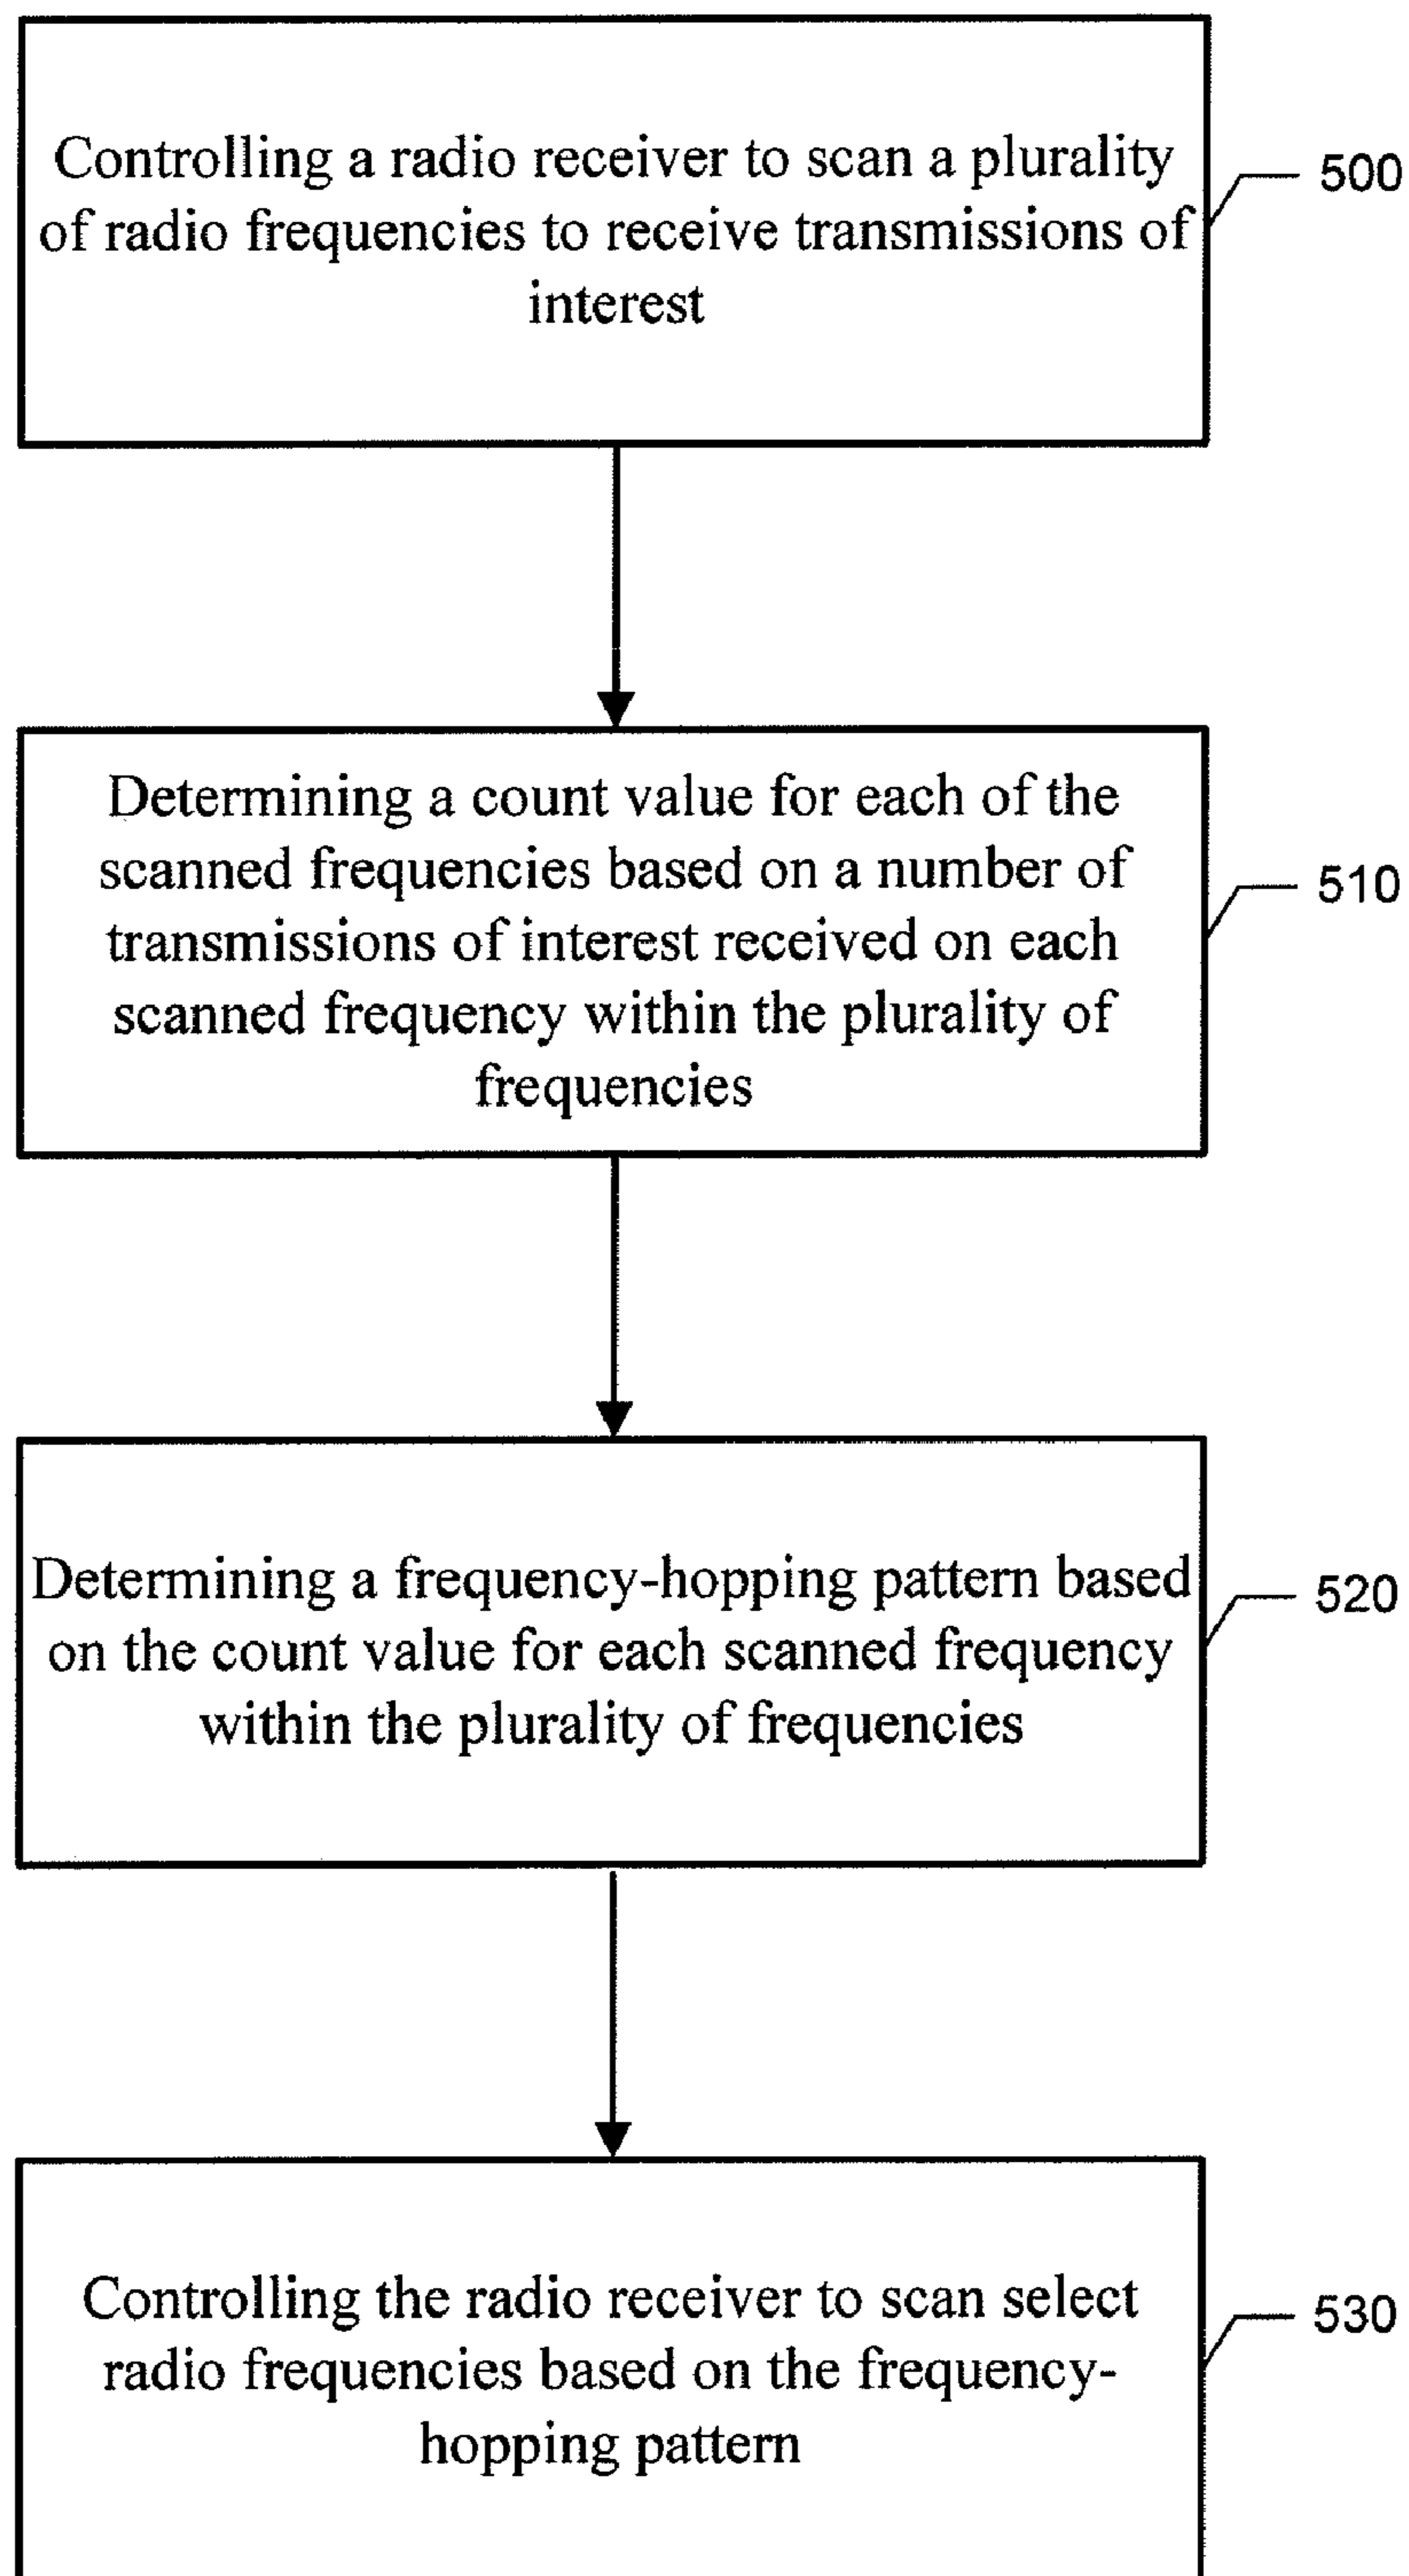 Controlling a radio receiver to scan a plurality
of radio frequencies to receive transmissions of
interest
500
Determining a count value for each of the
scanned frequencies based on a number of
transmissions of interest received on each
scanned frequency within the plurality of
frequencies
510
Determining a frequency-hopping pattern based
on the count value for each scanned frequency
within the plurality of frequencies
520
Controlling the radio receiver to scan select
radio frequencies based on the frequency-
hopping pattern
530